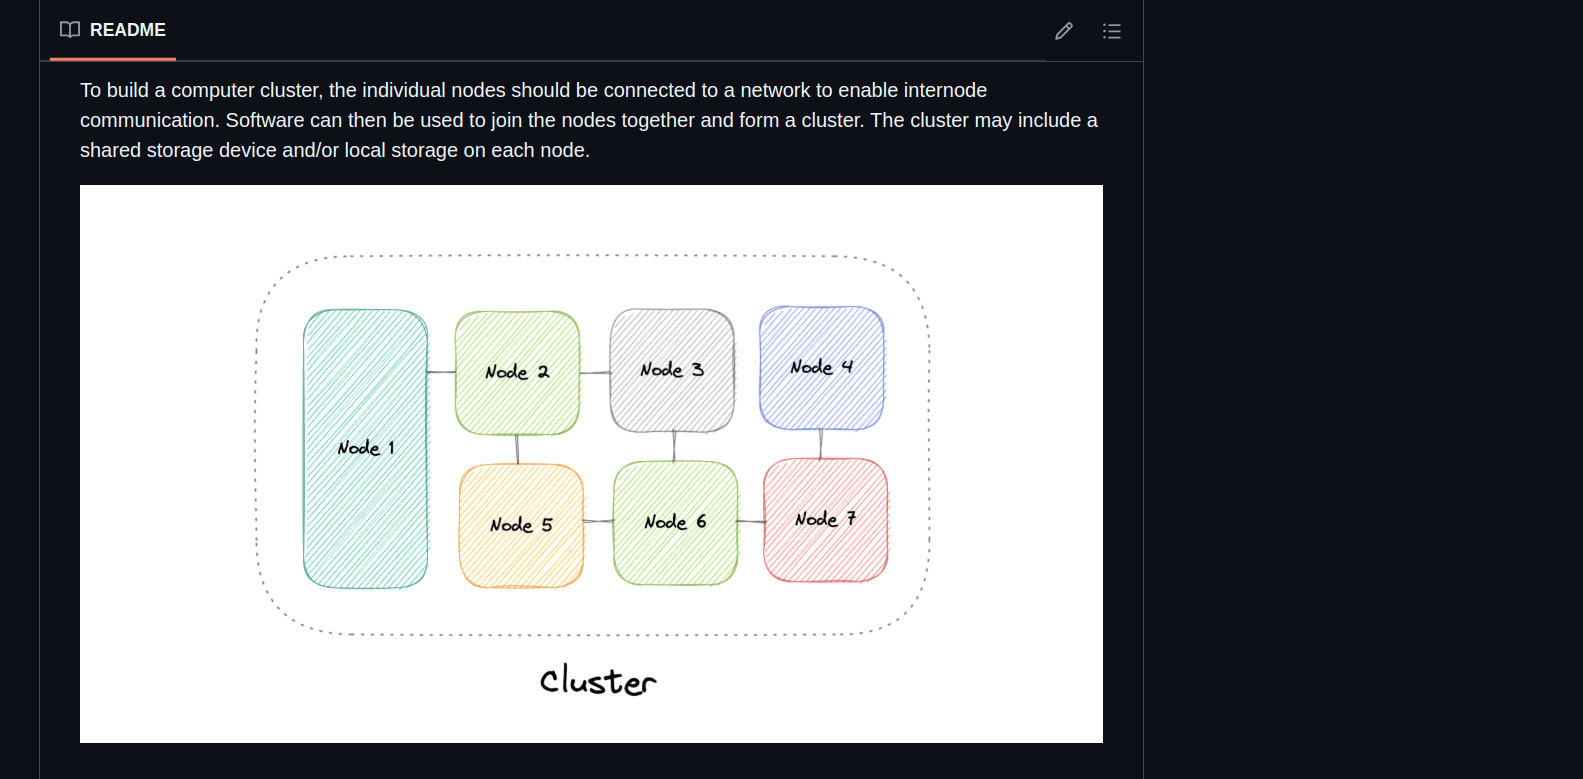 README
To build a computer cluster, the individual nodes should be connected to a network to enable internode
communication. Software can then be used to join the nodes together and form a cluster. The cluster may include a
shared storage device and/or local storage on each node.
Node 1
Node 2
Node 3
Node 4
Node 5
Node 6
Node 7
Cluster